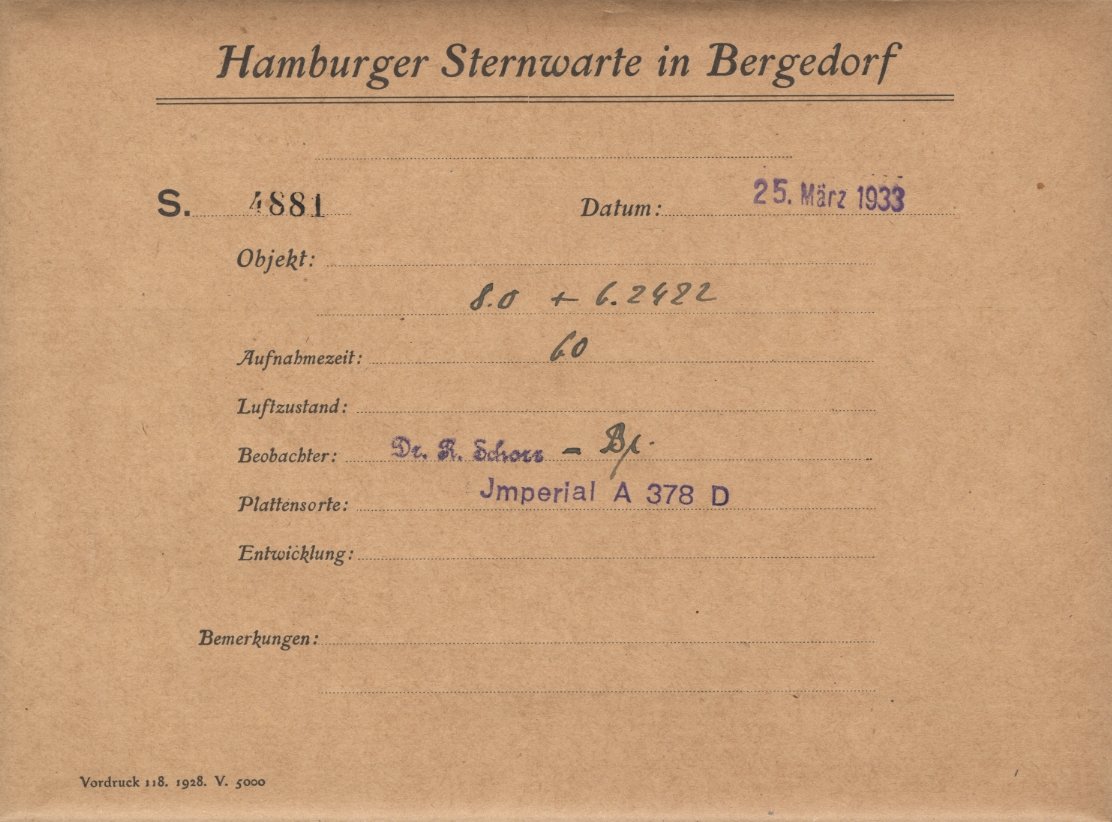 Hamburger Sternwarte in Bergedorf
S. 4881 Datum: 25. März 1933
Objekt:
8.0 + 6.2422
Aufnahmezeit: 60
Luftzustand:
Beobachter: Dr. R. Schorr –
Plattensorte: Jmperial A 378 D
Entwicklung:
Bemerkungen:
Vordruck 118. 1928. V. 5000